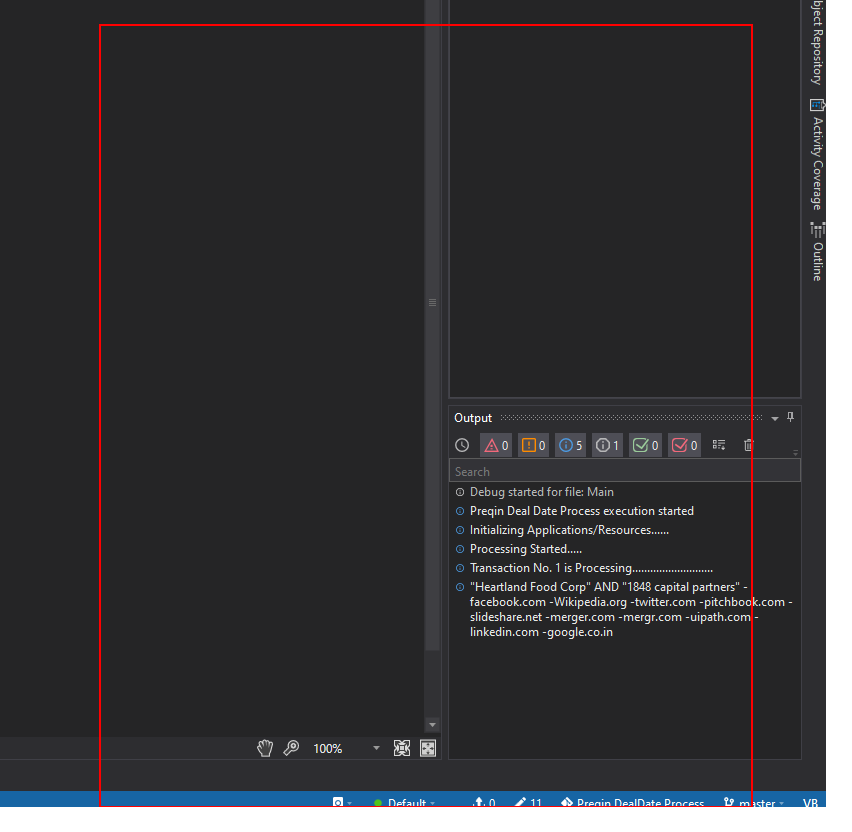 bject Repository
Activity Coverage
Outline
Output
0 0 5 1 0 0
Search
Debug started for file: Main
Preqin Deal Date Process execution started
Initializing Applications/Resources......
Processing Started.....
Transaction No. 1 is Processing...........................
"Heartland Food Corp" AND "1848 capital partners" -
facebook.com -Wikipedia.org -twitter.com -pitchbook.com -
slideshare.net -merger.com -mergr.com -uipath.com -
linkedin.com -google.co.in
100%
Default 0 11 Preqin DealDate Process master VB